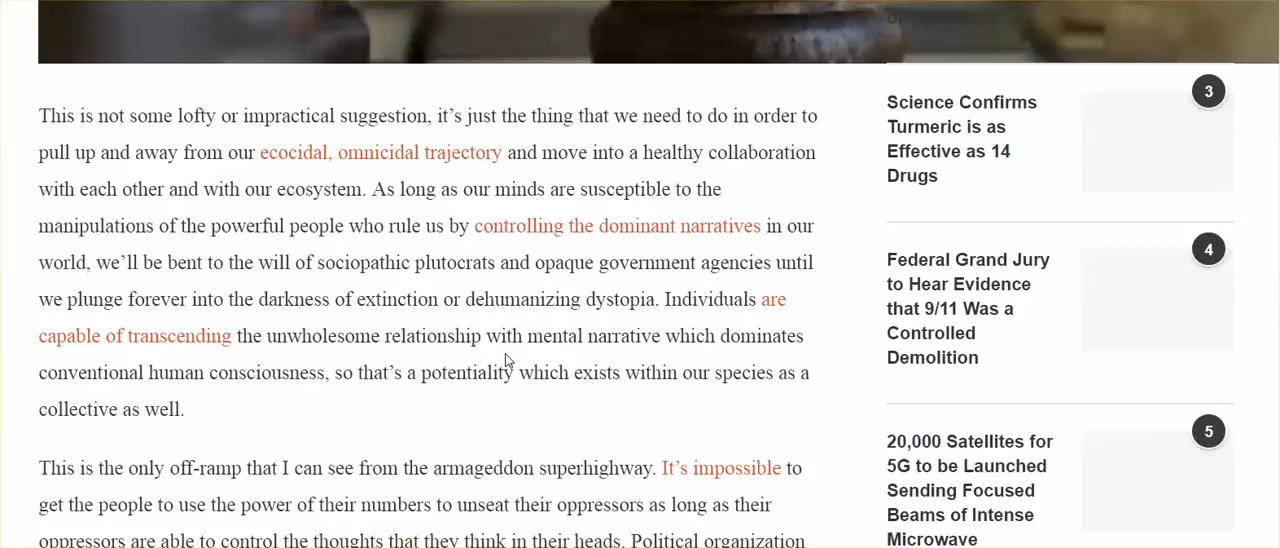 This is not some lofty or impractical suggestion, it’s just the thing that we need to do in order to
pull up and away from our ecocidal, omnicidal trajectory and move into a healthy collaboration
with each other and with our ecosystem. As long as our minds are susceptible to the
manipulations of the powerful people who rule us by controlling the dominant narratives in our
world, we’ll be bent to the will of sociopathic plutocrats and opaque government agencies until
we plunge forever into the darkness of extinction or dehumanizing dystopia. Individuals are
capable of transcending the unwholesome relationship with mental narrative which dominates
conventional human consciousness, so that’s a potentiality which exists within our species as a
collective as well.
This is the only off-ramp that I can see from the armageddon superhighway. It’s impossible to
get the people to use the power of their numbers to unseat their oppressors as long as their
oppressors are able to control the thoughts that they think in their heads. Political organization
3
Science Confirms
Turmeric is as
Effective as 14
Drugs
4
Federal Grand Jury
to Hear Evidence
that 9/11 Was a
Controlled
Demolition
5
20,000 Satellites for
5G to be Launched
Sending Focused
Beams of Intense
Microwave